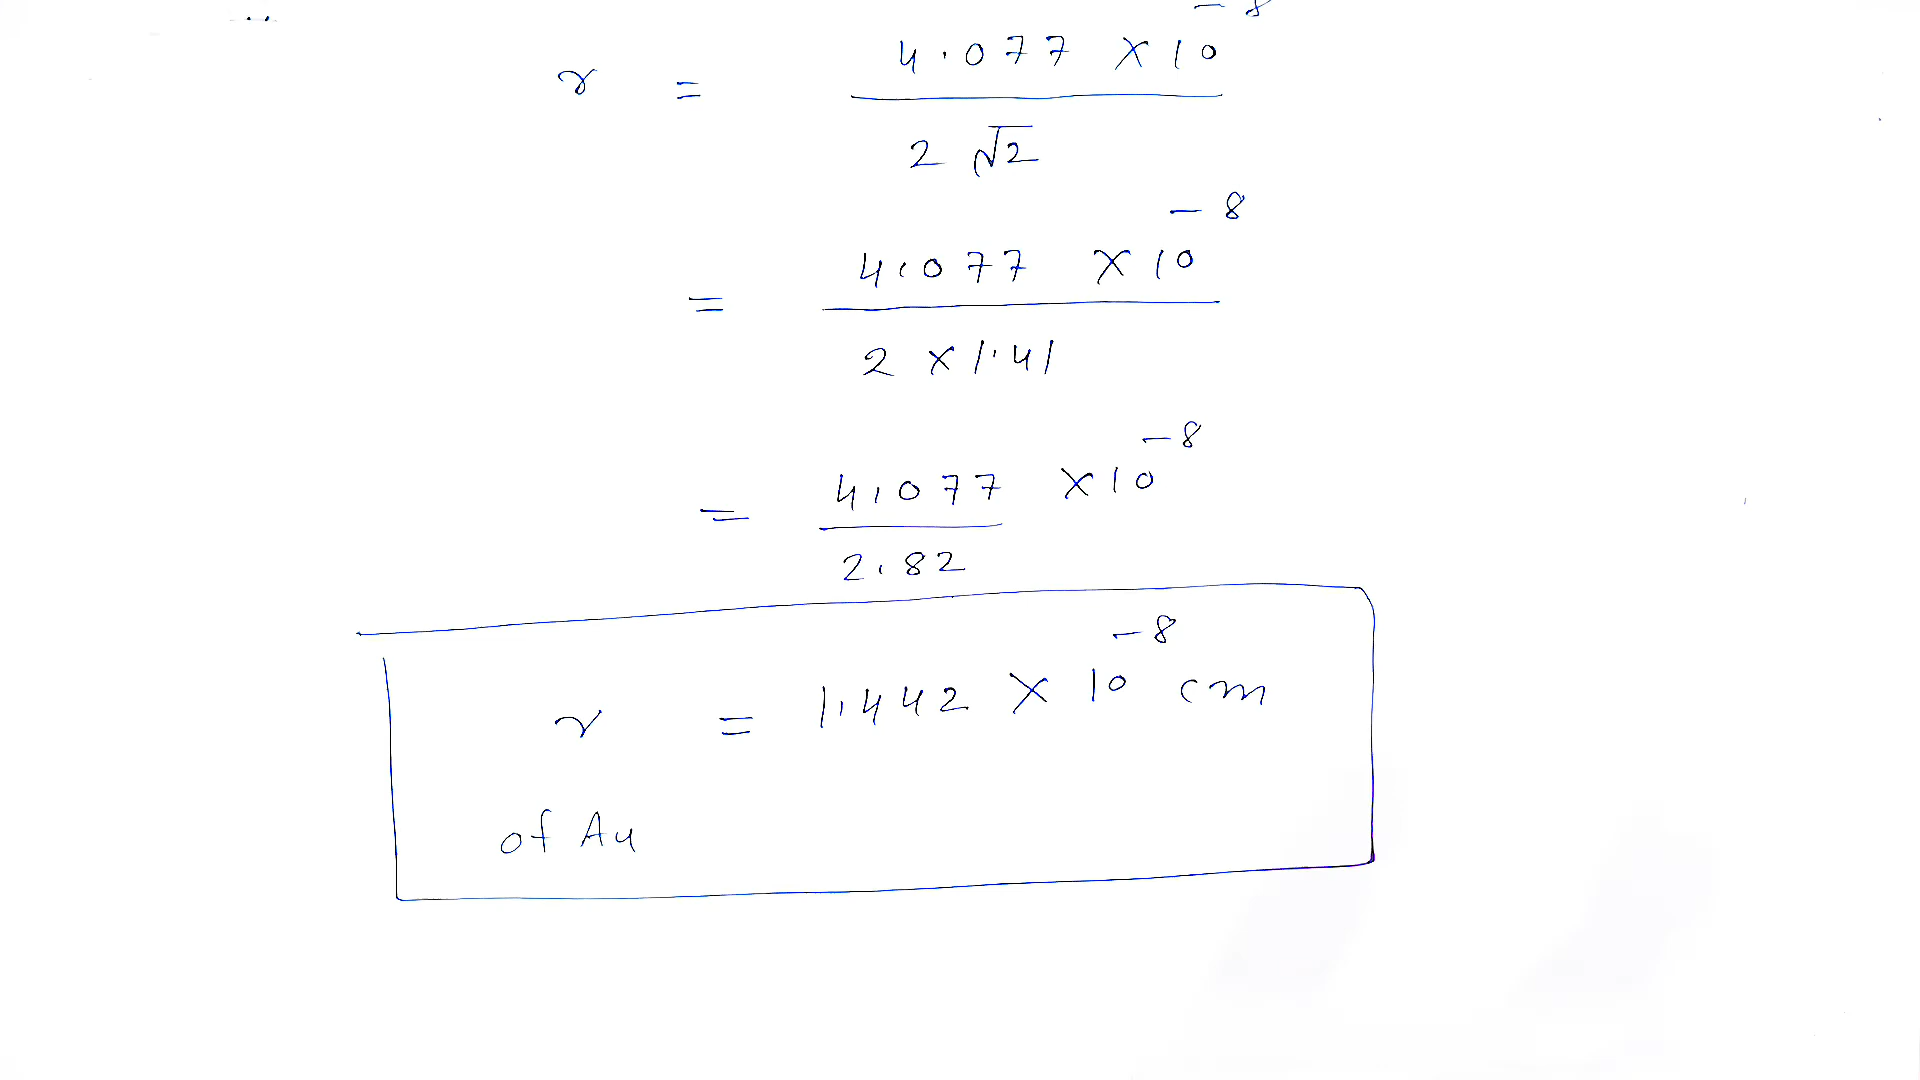 - 8
4.077 X 10
r =
2 √2
- 8
4.077 X 10
=
2 X 1.41
- 8
4.077 X 10
=
2.82
- 8
r = 1.442 X 10 cm
of Au